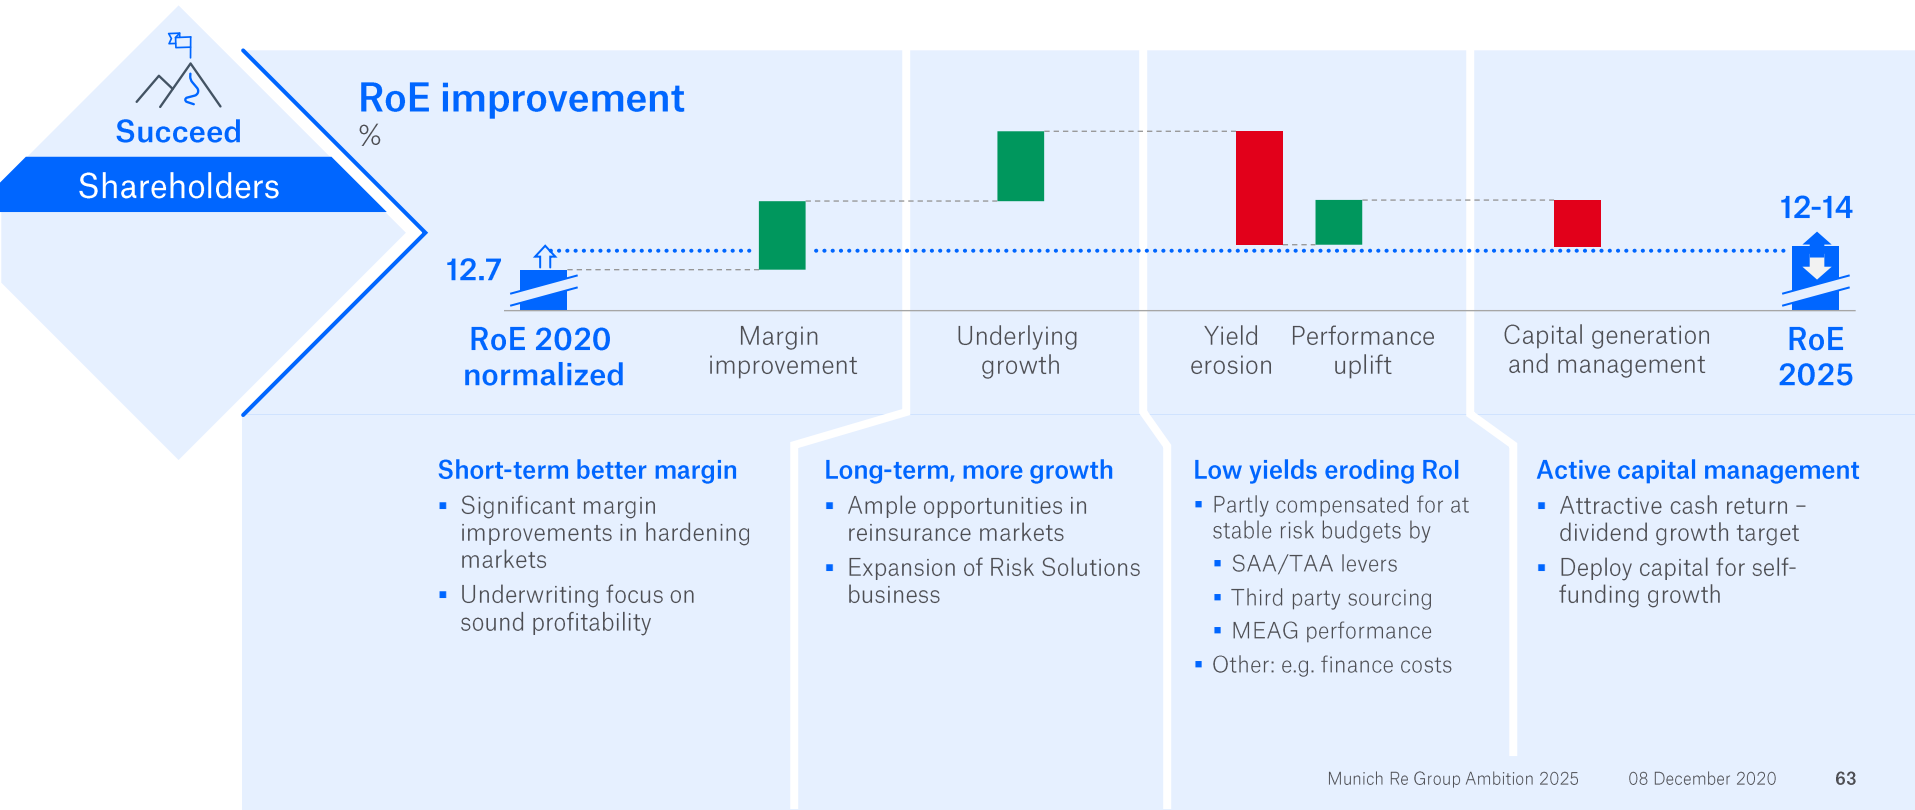 Succeed
Shareholders
RoE improvement
%
12.7
12-14
RoE 2020
normalized
Margin
improvement
Underlying
growth
Yield
erosion
Performance
uplift
Capital generation
and management
RoE
2025
Short-term better margin
▪ Significant margin
improvements in hardening
markets
▪ Underwriting focus on
sound profitability
Long-term, more growth
▪ Ample opportunities in
reinsurance markets
▪ Expansion of Risk Solutions
business
Low yields eroding RoI
▪ Partly compensated for at
stable risk budgets by
▪ SAA/TAA levers
▪ Third party sourcing
▪ MEAG performance
▪ Other: e.g. finance costs
Active capital management
▪ Attractive cash return –
dividend growth target
▪ Deploy capital for self-
funding growth
Munich Re Group Ambition 2025 08 December 2020 63